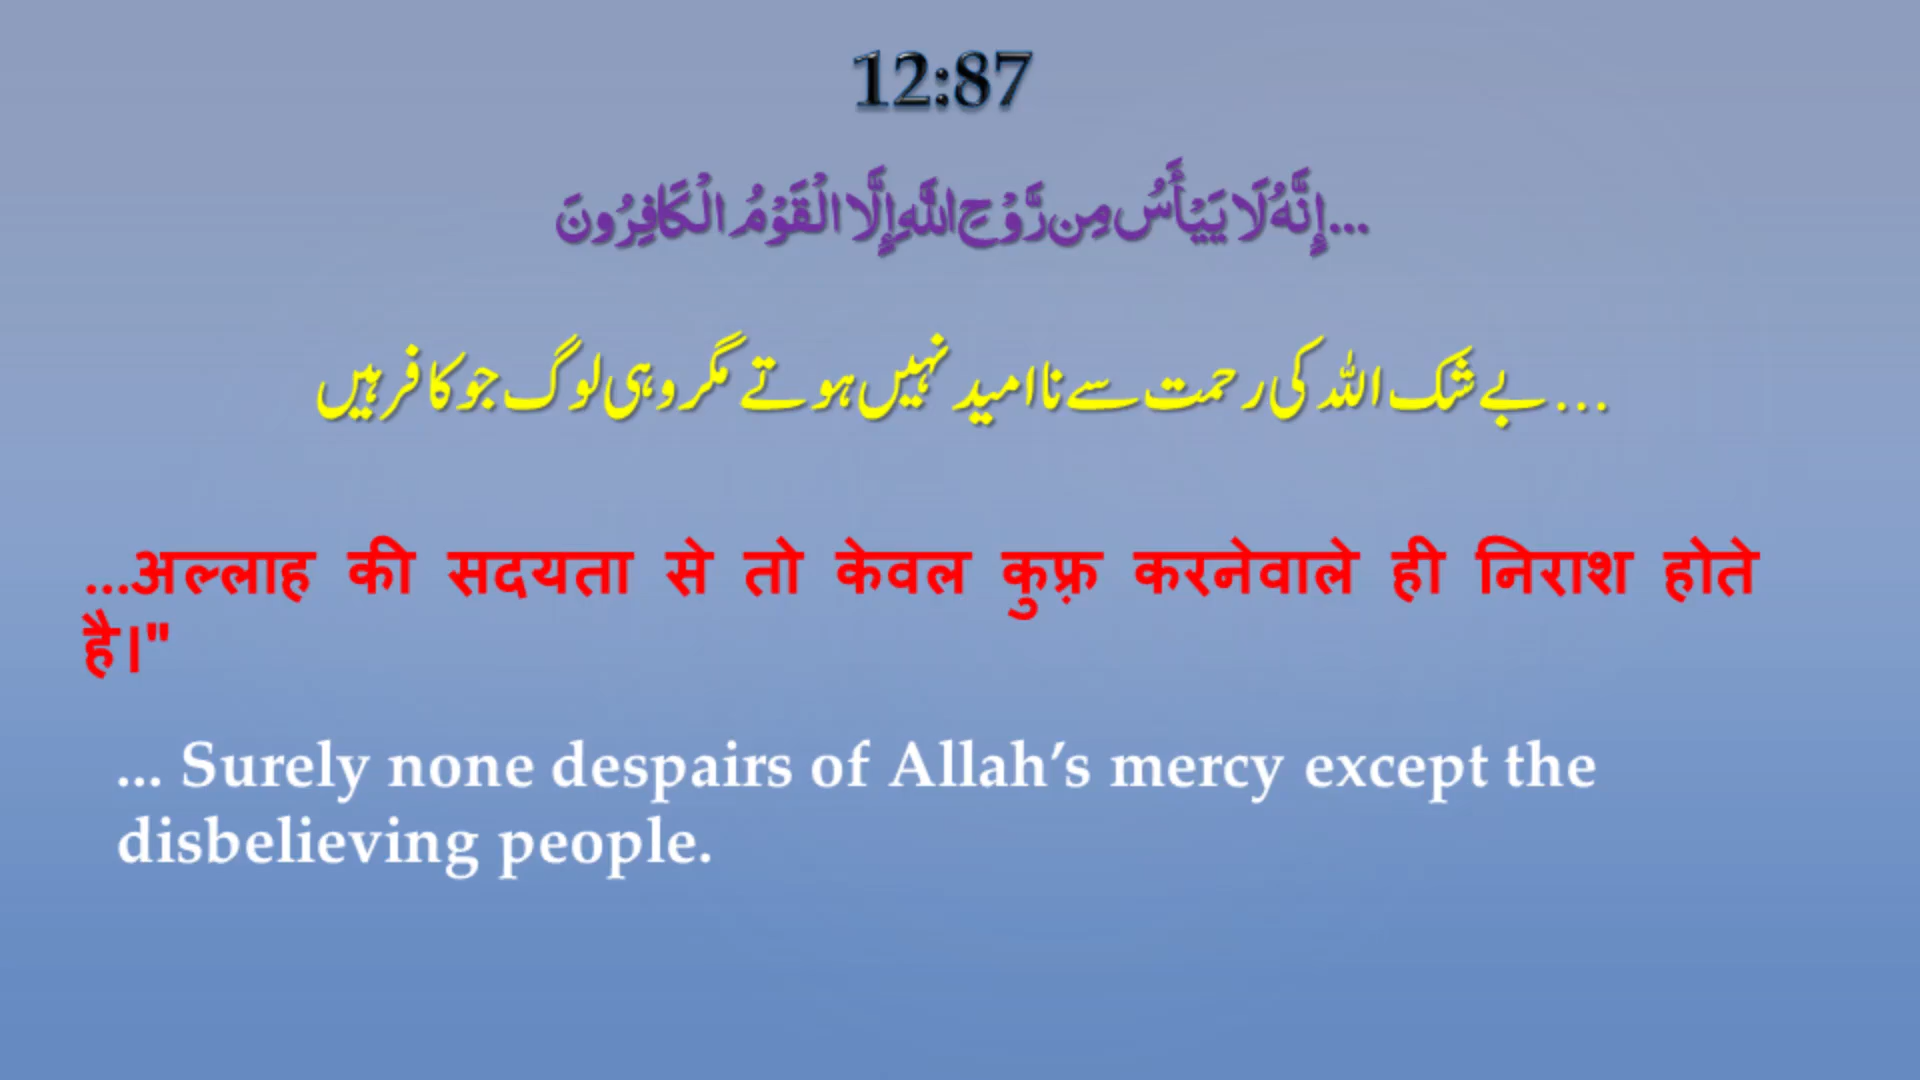 12:87
...إِنَّهُ لَا يَيْأَسُ مِن رَّوْحِ اللَّهِ إِلَّا الْقَوْمُ الْكَافِرُونَ
...بے شک اللہ کی رحمت سے ناامید نہیں ہوتے مگر وہی لوگ جو کافر ہیں
...अल्लाह की सदयता से तो केवल कुफ़्र करनेवाले ही निराश होते
है।"
... Surely none despairs of Allah’s mercy except the
disbelieving people.